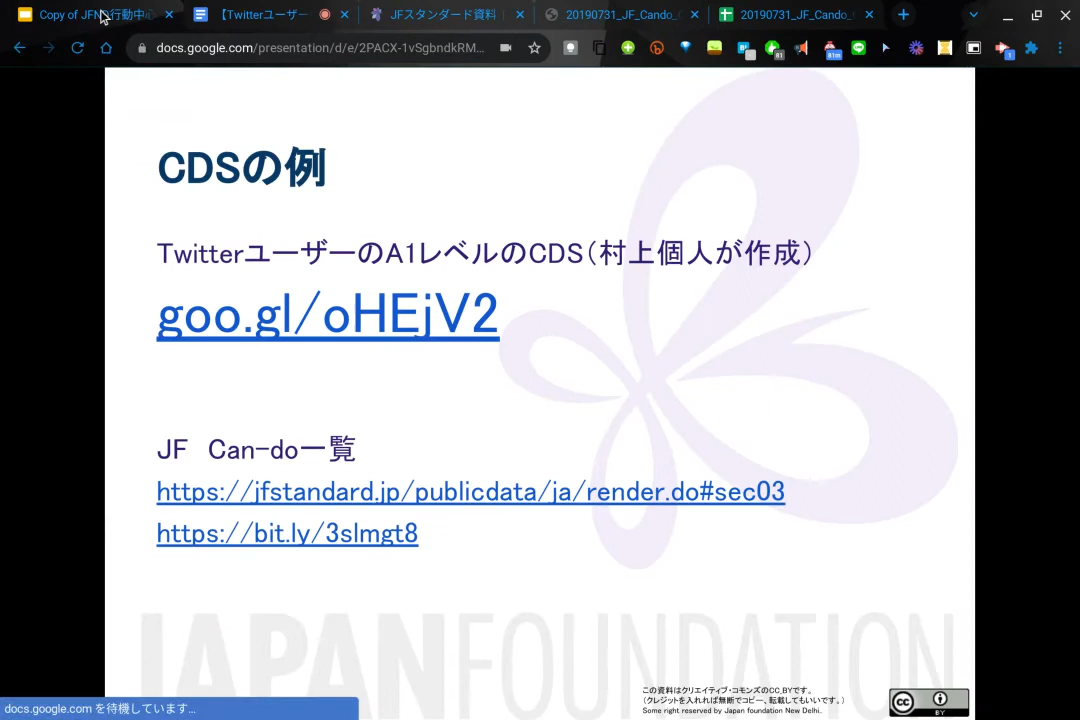 Copy of JFND行動中心
【Twitterユーザー
JFスタンダード資料
20190731_JF_Cando_
20190731_JF_Cando_
docs.google.com/presentation/d/e/2PACX-1vSgbndkRM...
CDSの例
TwitterユーザーのA1レベルのCDS(村上個人が作成)
goo.gl/oHEjV2
JF Can-do一覧
https://jfstandard.jp/publicdata/ja/render.do#sec03
https://bit.ly/3slmgt8
JAPANFOUNDATION
この資料はクリエイティブ・コモンズのCC_BYです。
(クレジットを入れれば無断でコピー、転載してもいいです。)
Some right reserved by Japan foundation New Delhi.
cc BY
docs.google.com を待機しています...